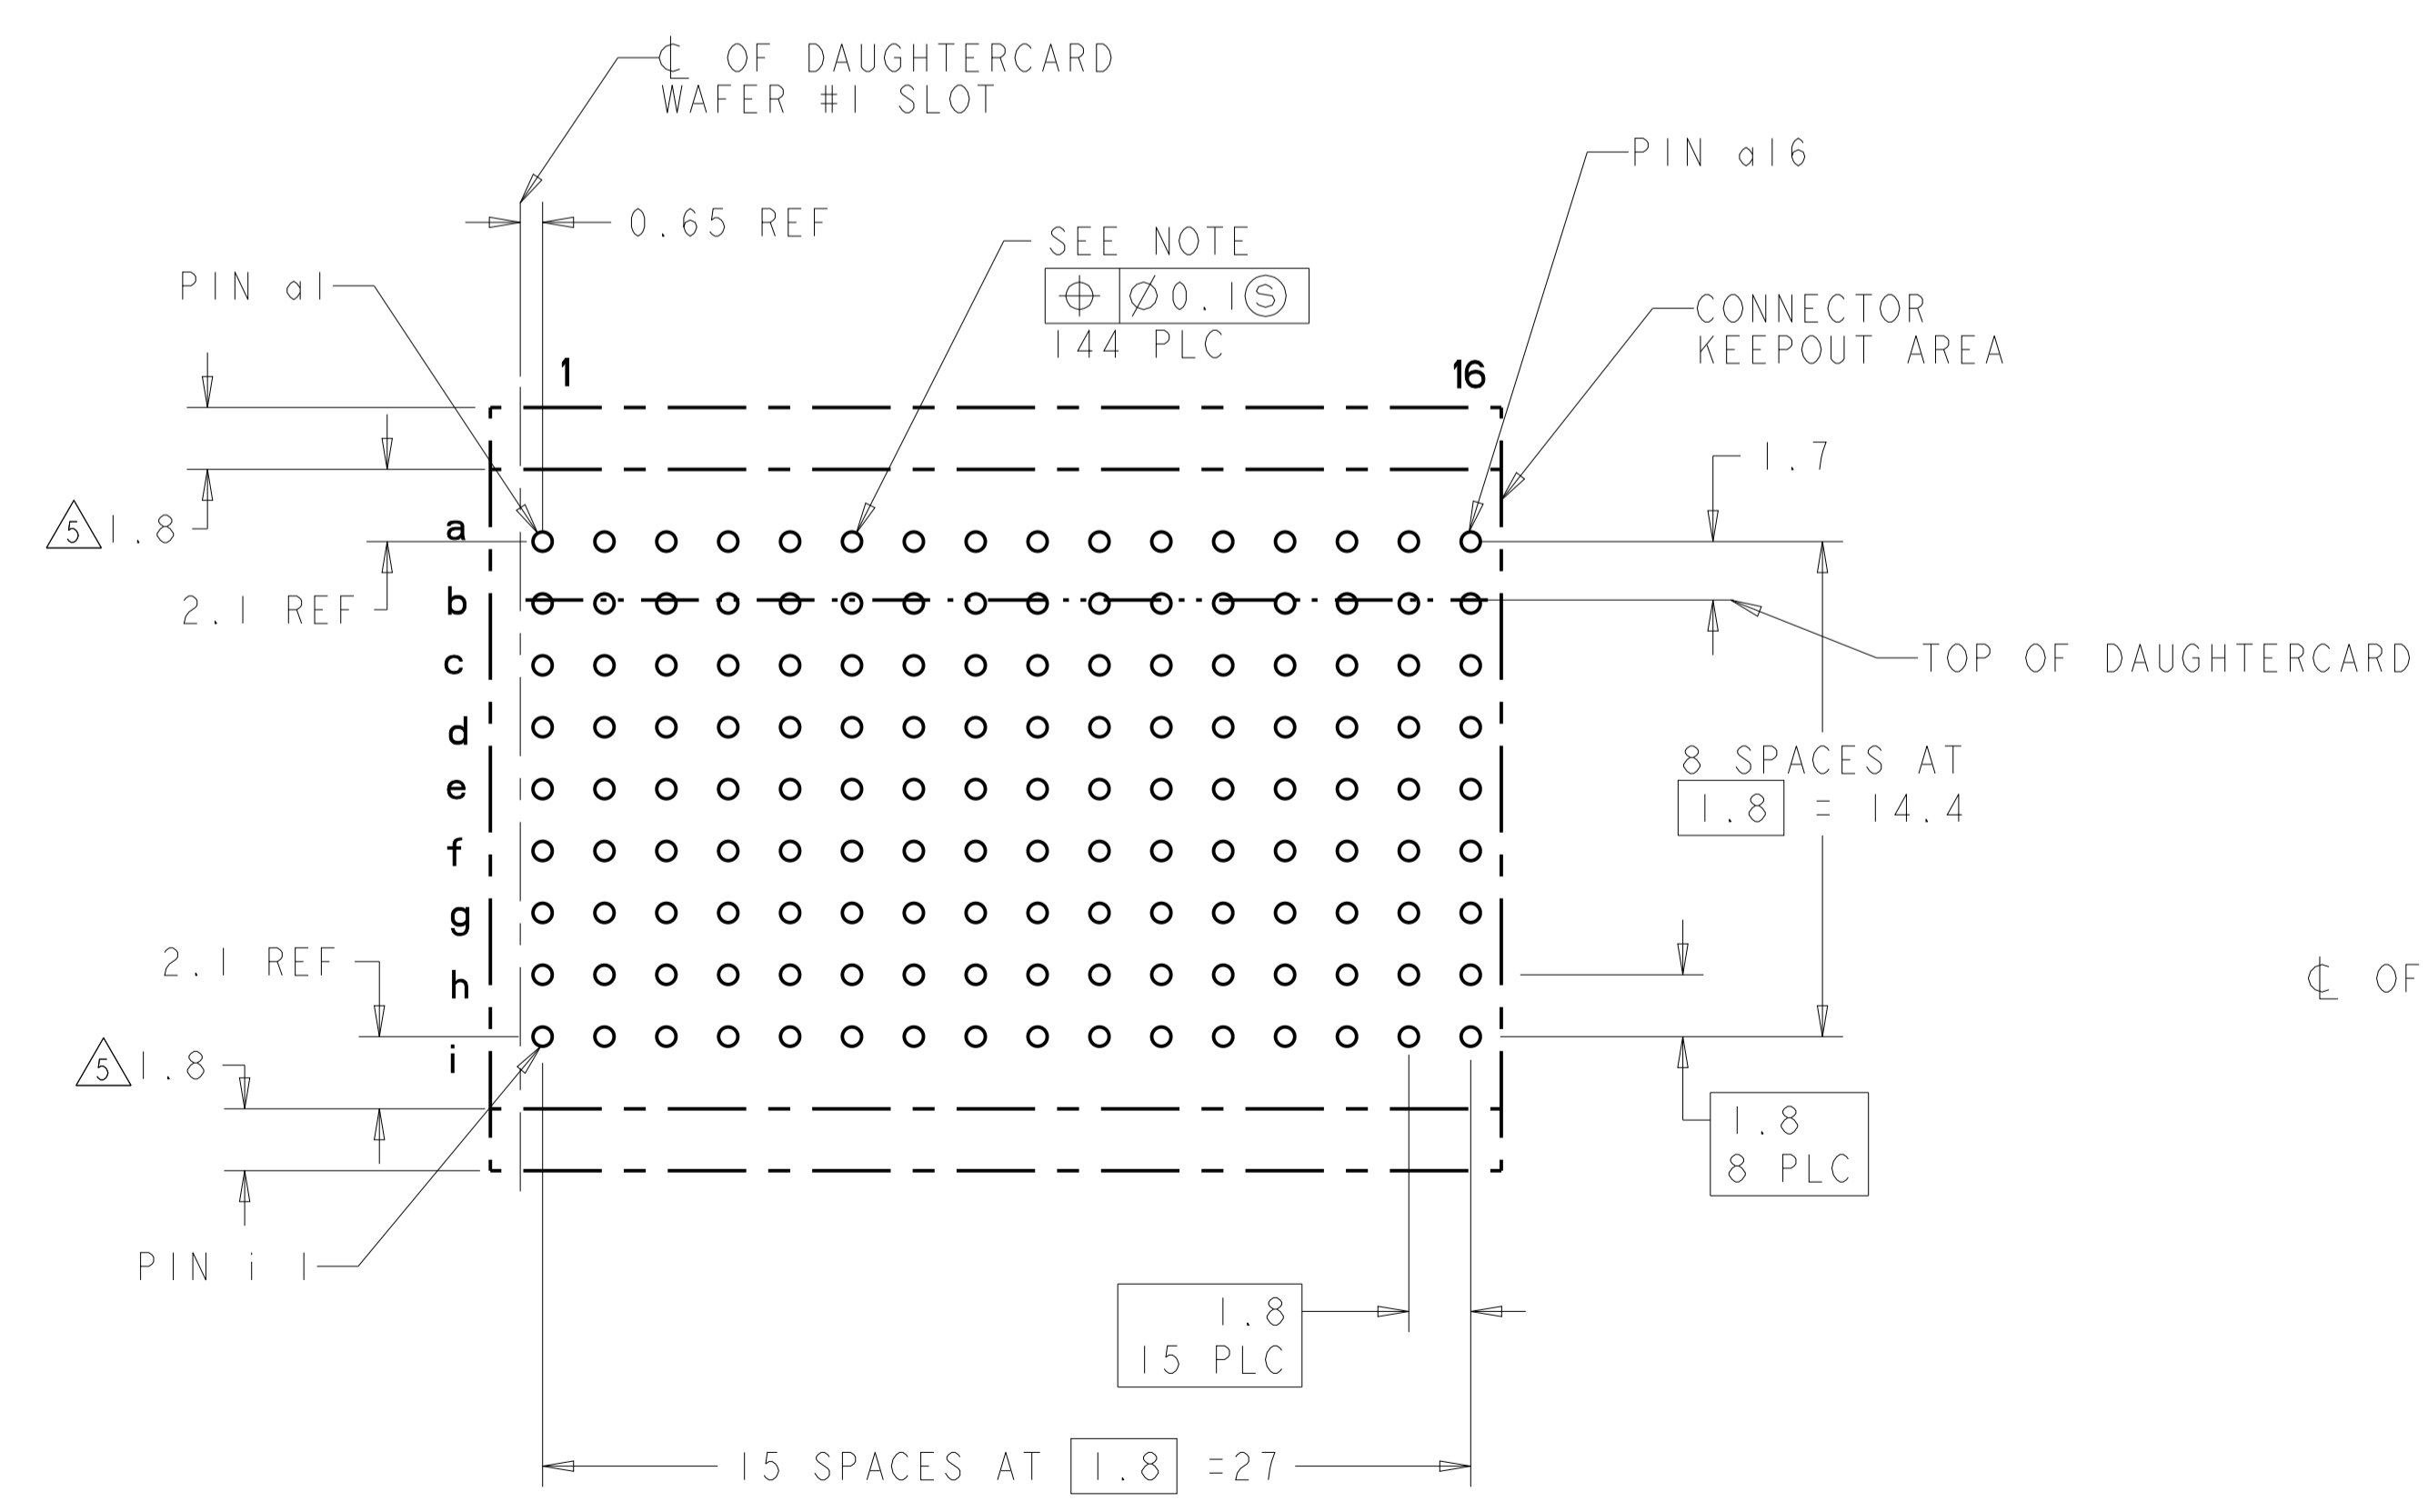 ℄ OF DAUGHTERCARD
WAFER #1 SLOT
PIN a16
0.65 REF
SEE NOTE
⌖ ⌀0.1Ⓢ
144 PLC
PIN a1
CONNECTOR
KEEPOUT AREA
1
16
1.7
5 1.8
a
2.1 REF
b
c
TOP OF DAUGHTERCARD
d
8 SPACES AT
1.8 = 14.4
e
f
g
2.1 REF
h
℄ OF
5 1.8
i
1.8
8 PLC
PIN i 1
1.8
15 PLC
15 SPACES AT 1.8 =27